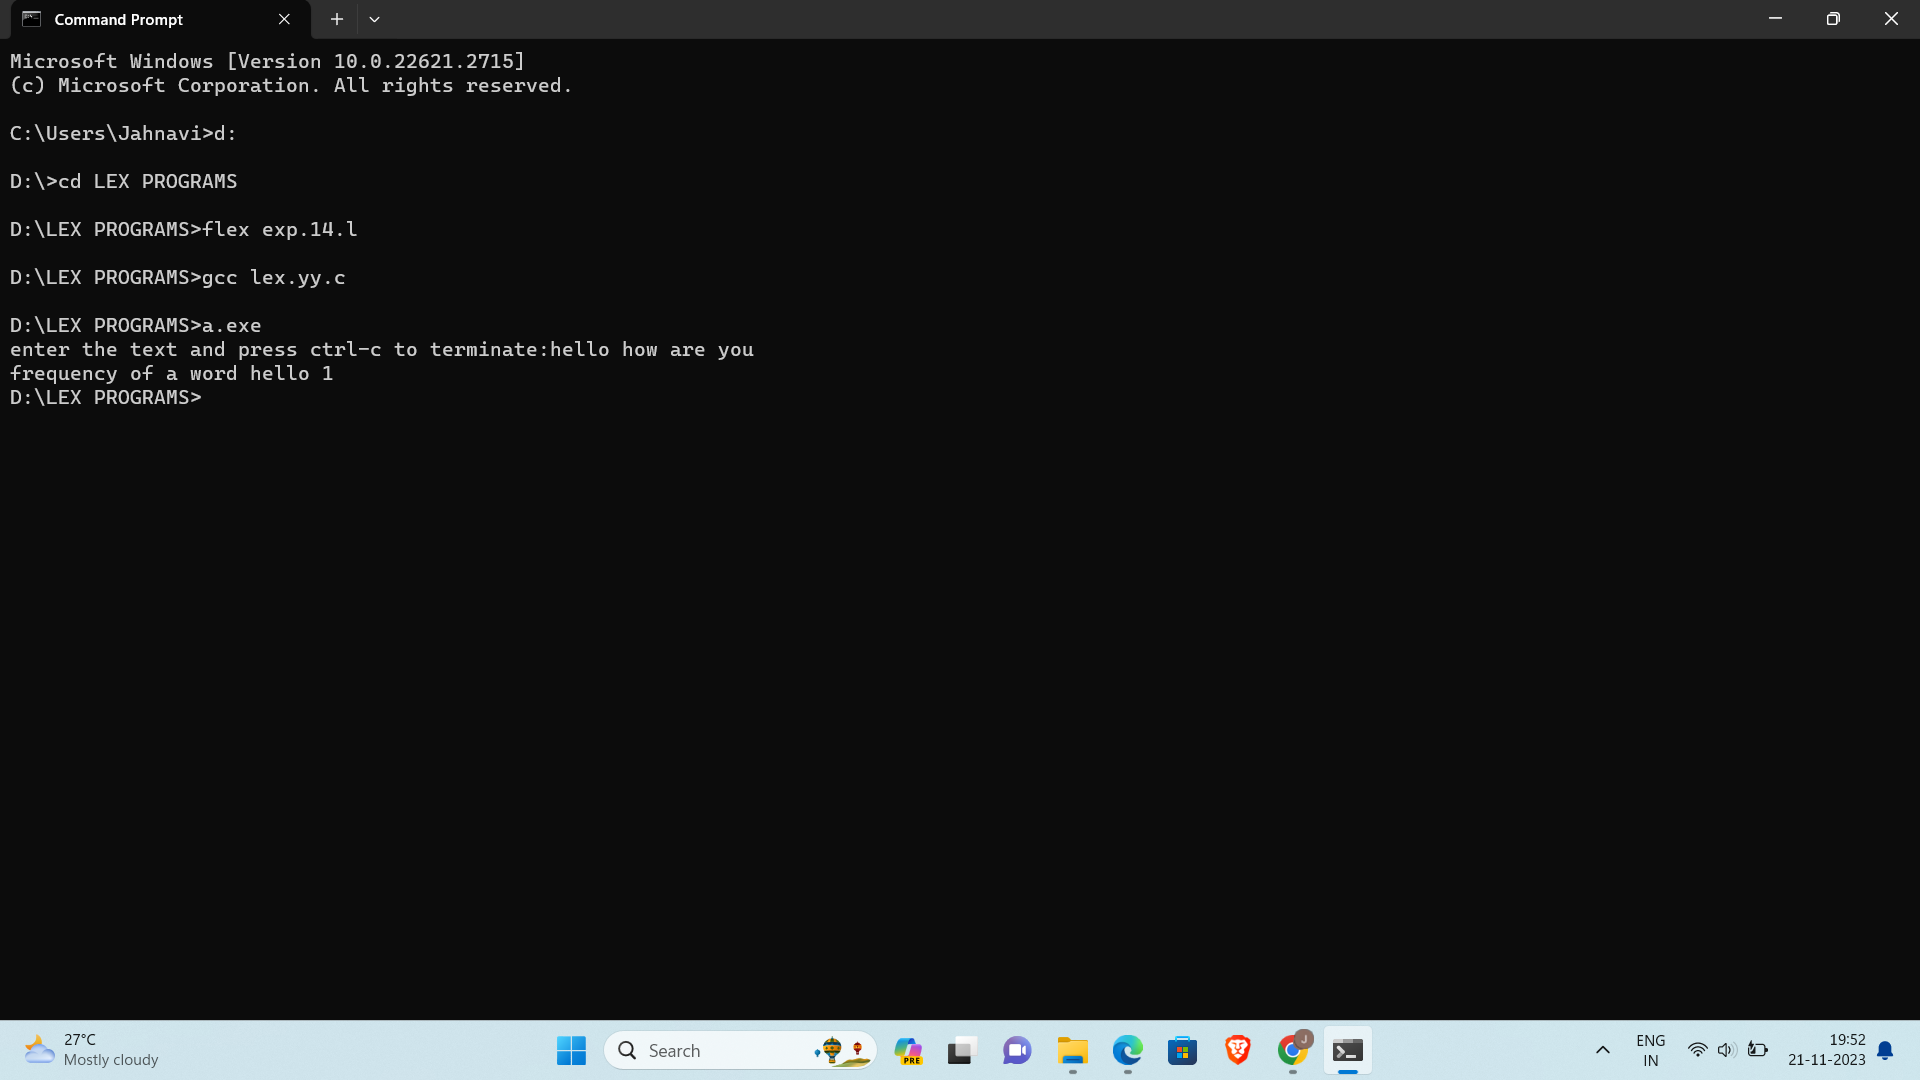 Command Prompt
Microsoft Windows [Version 10.0.22621.2715]
(c) Microsoft Corporation. All rights reserved.
C:\Users\Jahnavi>d:
D:\>cd LEX PROGRAMS
D:\LEX PROGRAMS>flex exp.14.l
D:\LEX PROGRAMS>gcc lex.yy.c
D:\LEX PROGRAMS>a.exe
enter the text and press ctrl-c to terminate:hello how are you
frequency of a word hello 1
D:\LEX PROGRAMS>
27°C
Mostly cloudy
Search
PRE
J
ENG
IN
19:52
21-11-2023